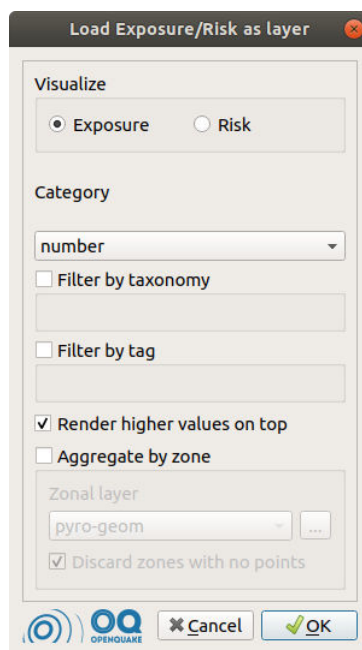 Load Exposure/Risk as layer
Visualize
Exposure Risk
Category
number
Filter by taxonomy
Filter by tag
Render higher values on top
Aggregate by zone
Zonal layer
pyro-geom ...
Discard zones with no points
OQ
OPENQUAKE
Cancel OK